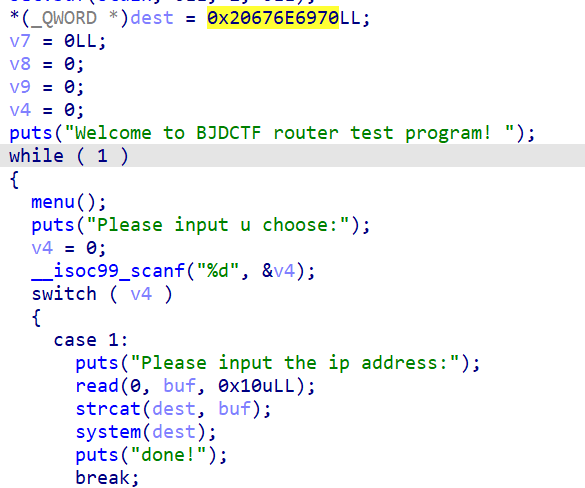 *(_QWORD *)dest = 0x20676E6970LL;
v7 = 0LL;
v8 = 0;
v9 = 0;
v4 = 0;
puts("Welcome to BJDCTF router test program! ");
while ( 1 )
{
menu();
puts("Please input u choose:");
v4 = 0;
__isoc99_scanf("%d", &v4);
switch ( v4 )
{
case 1:
puts("Please input the ip address:");
read(0, buf, 0x10uLL);
strcat(dest, buf);
system(dest);
puts("done!");
break;